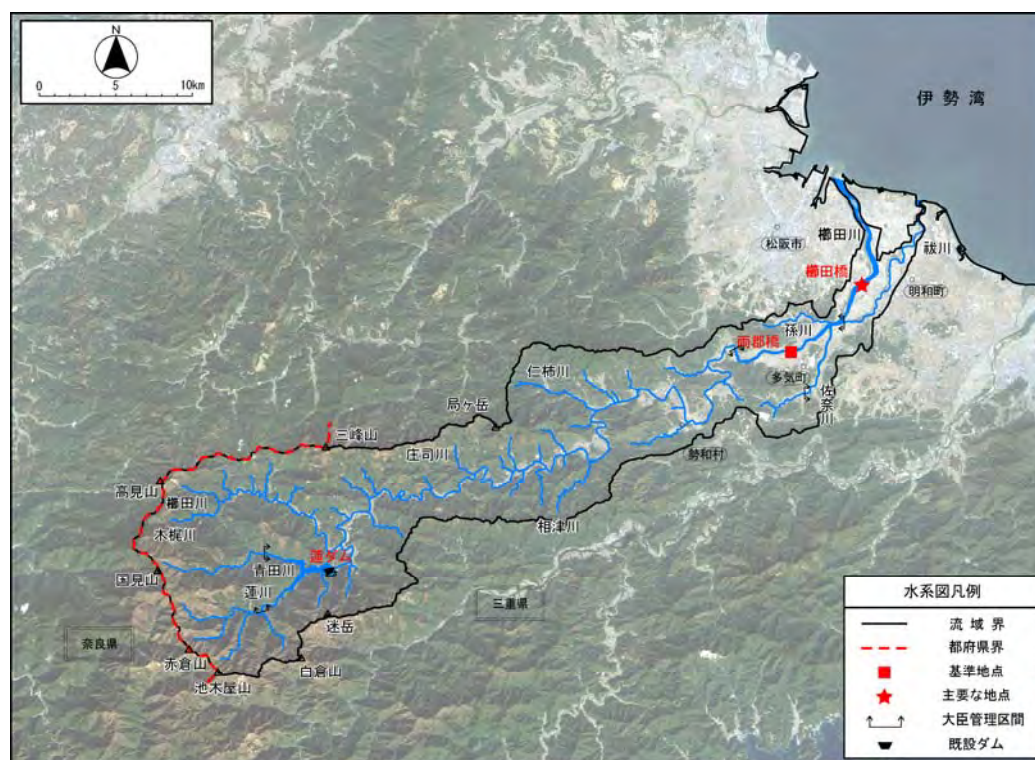 N
0 5 10km
伊勢湾
櫛田川
松阪市
祓川
櫛田橋
明和町
孫川
両郡橋
多気町
仁柿川
佐奈川
局ヶ岳
三峰山
庄司川
勢和村
高見山
櫛田川
木梶川
相津川
蓮ダム
青田川
国見山
蓮川
三重県
迷岳
奈良県
赤倉山
白倉山
池木屋山
水系図凡例
流域界
都府県界
基準地点
主要な地点
大臣管理区間
既設ダム